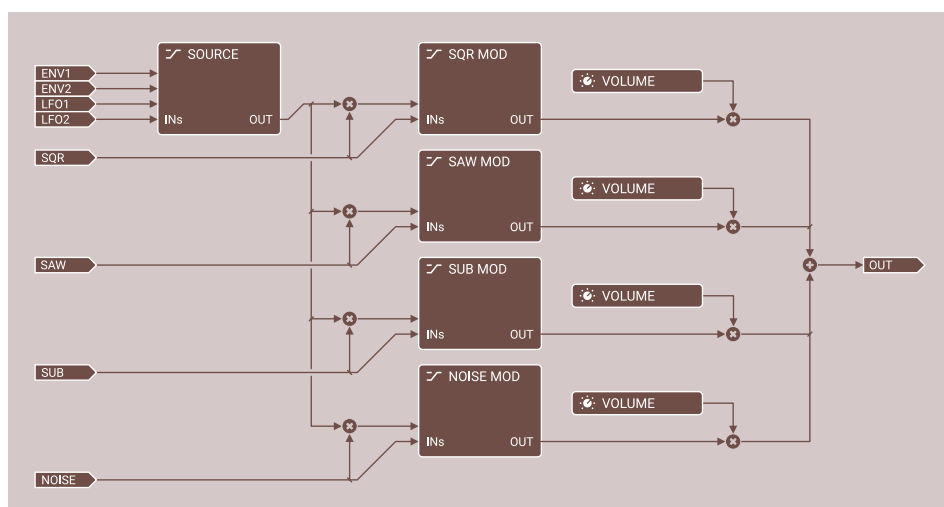 SOURCE
ENV1
ENV2
LFO1
LFO2
INs
OUT
SQR
SQR MOD
INs
OUT
VOLUME
SAW MOD
INs
OUT
VOLUME
SAW
OUT
SUB MOD
INs
OUT
VOLUME
SUB
NOISE MOD
INs
OUT
VOLUME
NOISE